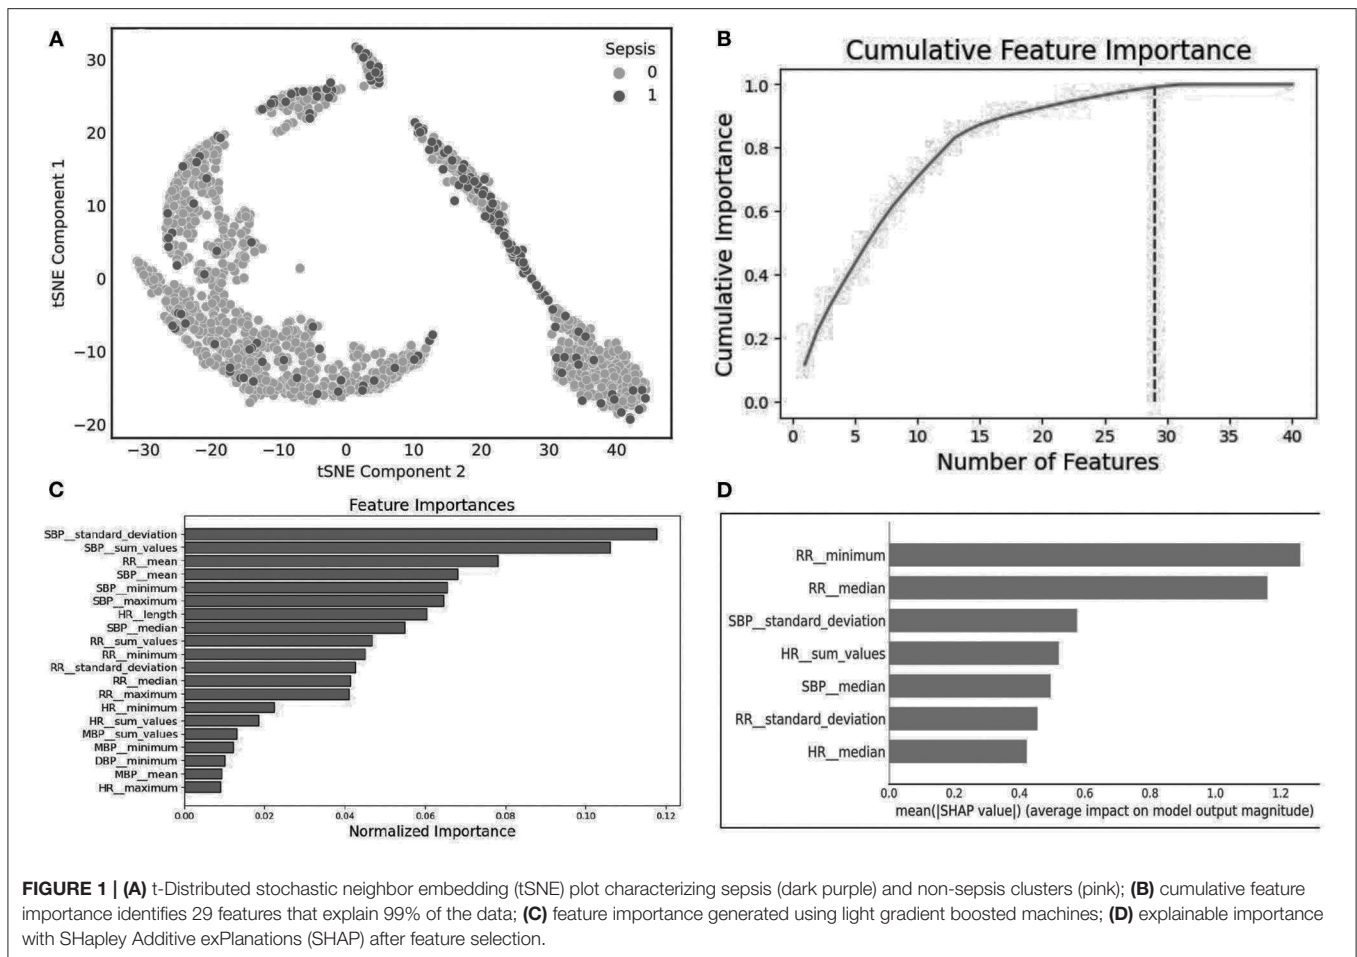 A
Sepsis
0
1
30
20
10
0
−10
−20
tSNE Component 1
−30
−20
−10
0
10
20
30
40
tSNE Component 2
B
Cumulative Feature Importance
1.0
0.8
0.6
0.4
0.2
0.0
Cumulative Importance
0
5
10
15
20
25
30
35
40
Number of Features
C
Feature Importances
SBP__standard_deviation
SBP__sum_values
RR__mean
SBP__mean
SBP__minimum
SBP__maximum
HR__length
SBP__median
RR__sum_values
RR__minimum
RR__standard_deviation
RR__median
RR__maximum
HR__minimum
HR__sum_values
MBP__sum_values
MBP__minimum
DBP__minimum
MBP__mean
HR__maximum
0.00
0.02
0.04
0.06
0.08
0.10
0.12
Normalized Importance
D
RR__minimum
RR__median
SBP__standard_deviation
HR__sum_values
SBP__median
RR__standard_deviation
HR__median
0.0
0.2
0.4
0.6
0.8
1.0
1.2
mean(|SHAP value|) (average impact on model output magnitude)
FIGURE 1 | (A) t-Distributed stochastic neighbor embedding (tSNE) plot characterizing sepsis (dark purple) and non-sepsis clusters (pink); (B) cumulative feature
importance identifies 29 features that explain 99% of the data; (C) feature importance generated using light gradient boosted machines; (D) explainable importance
with SHapley Additive exPlanations (SHAP) after feature selection.